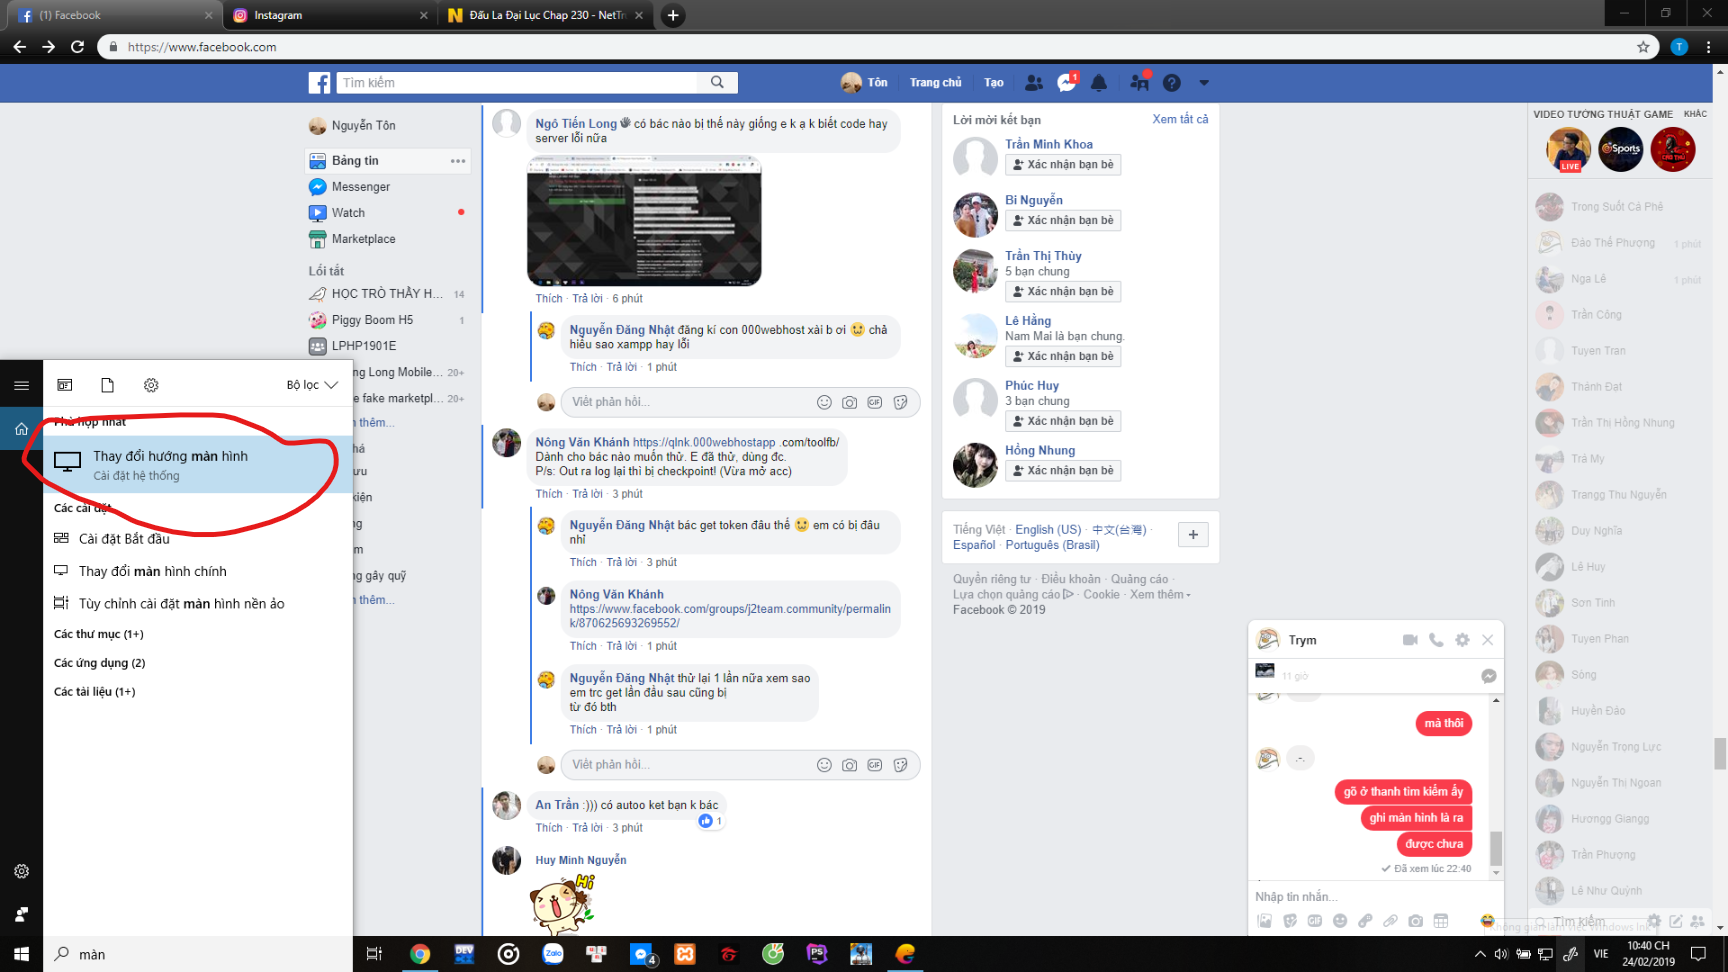 (1) Facebook
Instagram
Đấu La Đại Lục Chap 230 - NetTr
https://www.facebook.com
T
Tìm kiếm
Tôn
Trang chủ
Tạo
1
Nguyễn Tôn
Bảng tin
Messenger
Watch
Marketplace
Lối tắt
HỌC TRÒ THẦY H... 14
Piggy Boom H5 1
LPHP1901E
ng Long Mobile... 20+
e fake marketpl... 20+
m thêm...
há
ưu
kiện
ng
m
ng gây quỹ
m thêm...
Bộ lọc
Phù hợp nhất
Thay đổi hướng màn hình
Cài đặt hệ thống
Các cài đặt
Cài đặt Bắt đầu
Thay đổi màn hình chính
Tùy chỉnh cài đặt màn hình nền ảo
Các thư mục (1+)
Các ứng dụng (2)
Các tài liệu (1+)
màn
Ngô Tiến Long có bác nào bị thế này giống e k ạ k biết code hay
server lỗi nữa
Thích · Trả lời · 6 phút
Nguyễn Đăng Nhật đăng kí con 000webhost xài b ơi chả
hiểu sao xampp hay lỗi
Thích · Trả lời · 1 phút
Viết phản hồi...
Nông Văn Khánh https://qlnk.000webhostapp .com/toolfb/
Dành cho bác nào muốn thử. E đã thử, dùng đc.
P/s: Out ra log lại thì bị checkpoint! (Vừa mở acc)
Thích · Trả lời · 3 phút
Nguyễn Đăng Nhật bác get token đâu thế em có bị đâu
nhỉ
Thích · Trả lời · 3 phút
Nông Văn Khánh
https://www.facebook.com/groups/j2team.community/permalin
k/870625693269552/
Thích · Trả lời · 1 phút
Nguyễn Đăng Nhật thử lại 1 lần nữa xem sao
em trc get lần đầu sau cũng bị
từ đó bth
Thích · Trả lời · 1 phút
Viết phản hồi...
An Trần :))) có autoo ket bạn k bác
1
Thích · Trả lời · 3 phút
Huy Minh Nguyễn
Hi
Lời mời kết bạn
Xem tất cả
Trần Minh Khoa
Xác nhận bạn bè
Bi Nguyễn
Xác nhận bạn bè
Trần Thị Thùy
5 bạn chung
Xác nhận bạn bè
Lê Hằng
Nam Mai là bạn chung.
Xác nhận bạn bè
Phúc Huy
3 bạn chung
Xác nhận bạn bè
Hồng Nhung
Xác nhận bạn bè
Tiếng Việt · English (US) · 中文(台灣) ·
Español · Português (Brasil)
Quyền riêng tư · Điều khoản · Quảng cáo ·
Lựa chọn quảng cáo · Cookie · Xem thêm
Facebook © 2019
VIDEO TƯỜNG THUẬT GAME
KHÁC
LIVE
eSports
Trong Suốt Cà Phê
Đào Thế Phượng 1 phút
Nga Lê 1 phút
Trần Công
Tuyen Tran
Thành Đạt
Trần Thị Hồng Nhung
Trà My
Trangg Thu Nguyễn
Duy Nghĩa
Lê Huy
Sơn Tinh
Tuyen Phan
Sông
Huyền Đào
Nguyễn Trọng Lực
Nguyễn Thị Ngoan
Hươngg Giangg
Trần Phượng
Lê Như Quỳnh
Tìm kiếm
Trym
11 giờ
mà thôi
.-.
gõ ở thanh tìm kiếm ấy
ghi màn hình là ra
được chưa
Đã xem lúc 22:40
Nhập tin nhắn...
Không gian làm việc Windows Ink
DEV
Zalo
4
PS
VIE
10:40 CH
24/02/2019